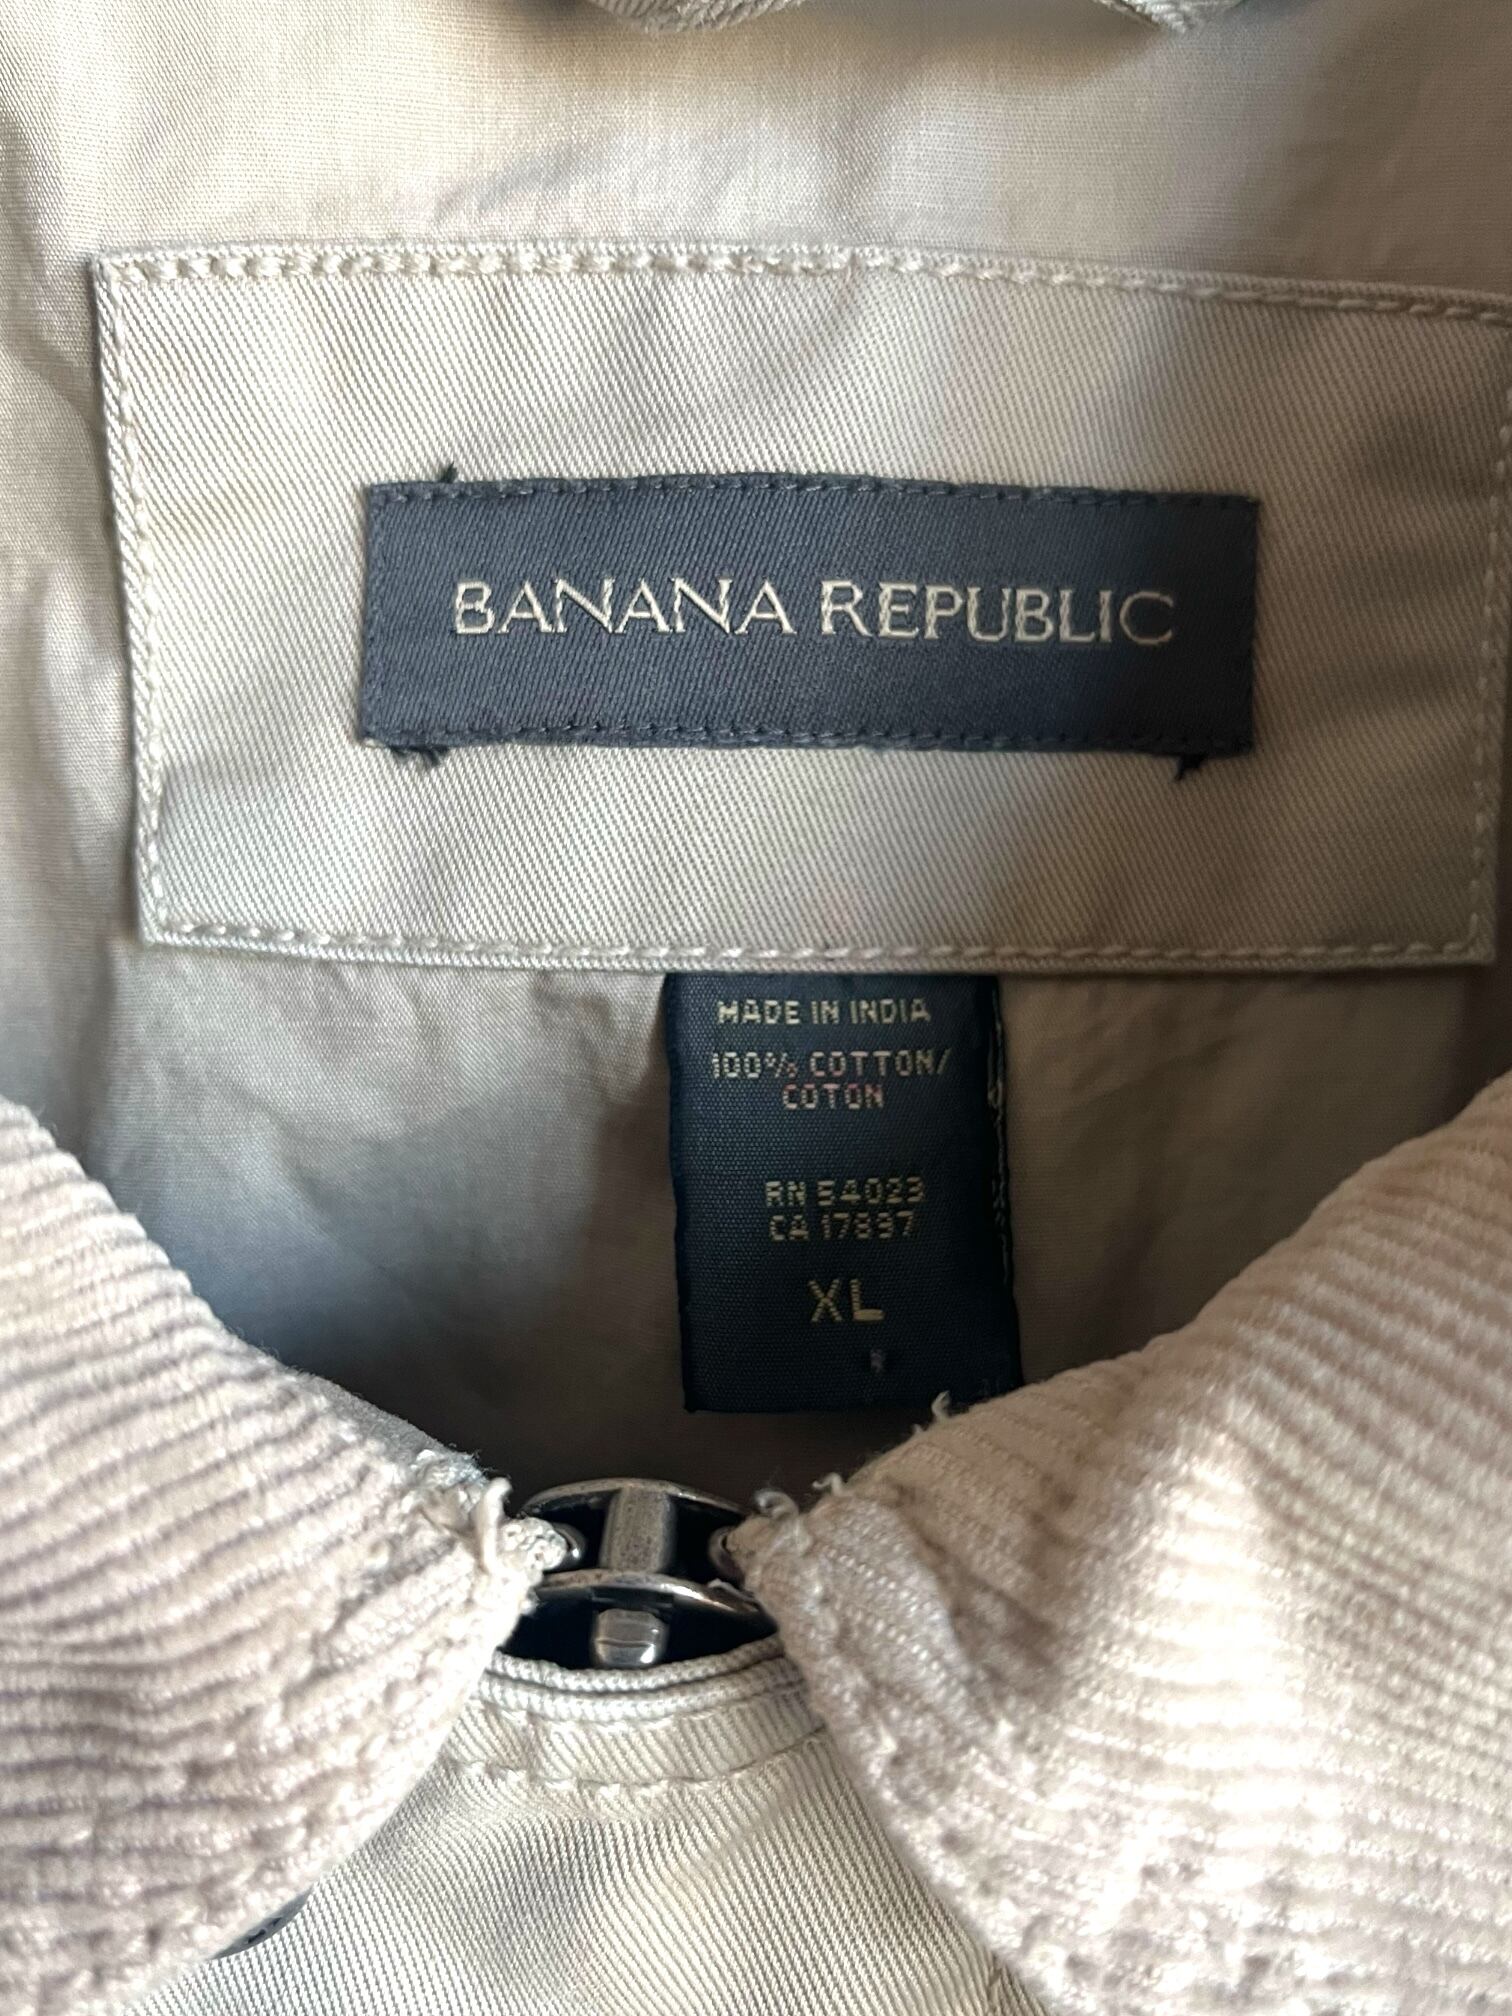 BANANA REPUBLIC
MADE IN INDIA
100% COTTON/
COTON
RN 54023
CA 17897
XL